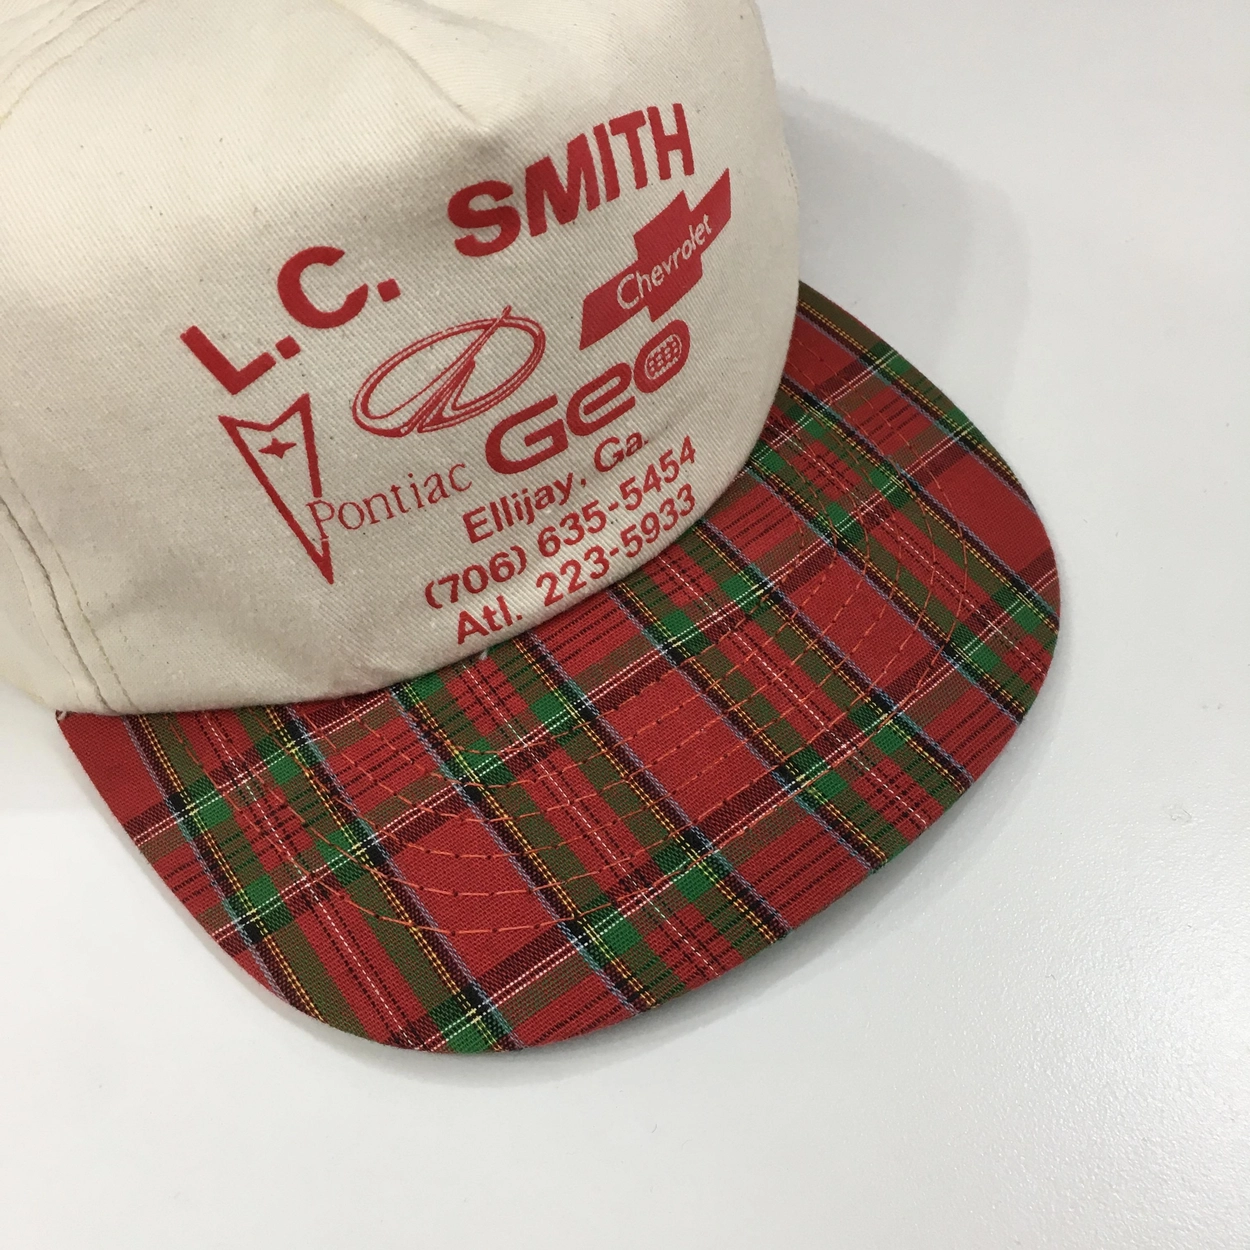 L.C. SMITH
Chevrolet
Geo
Pontiac
Ellijay, Ga.
(706) 635-5454
Atl. 223-5933